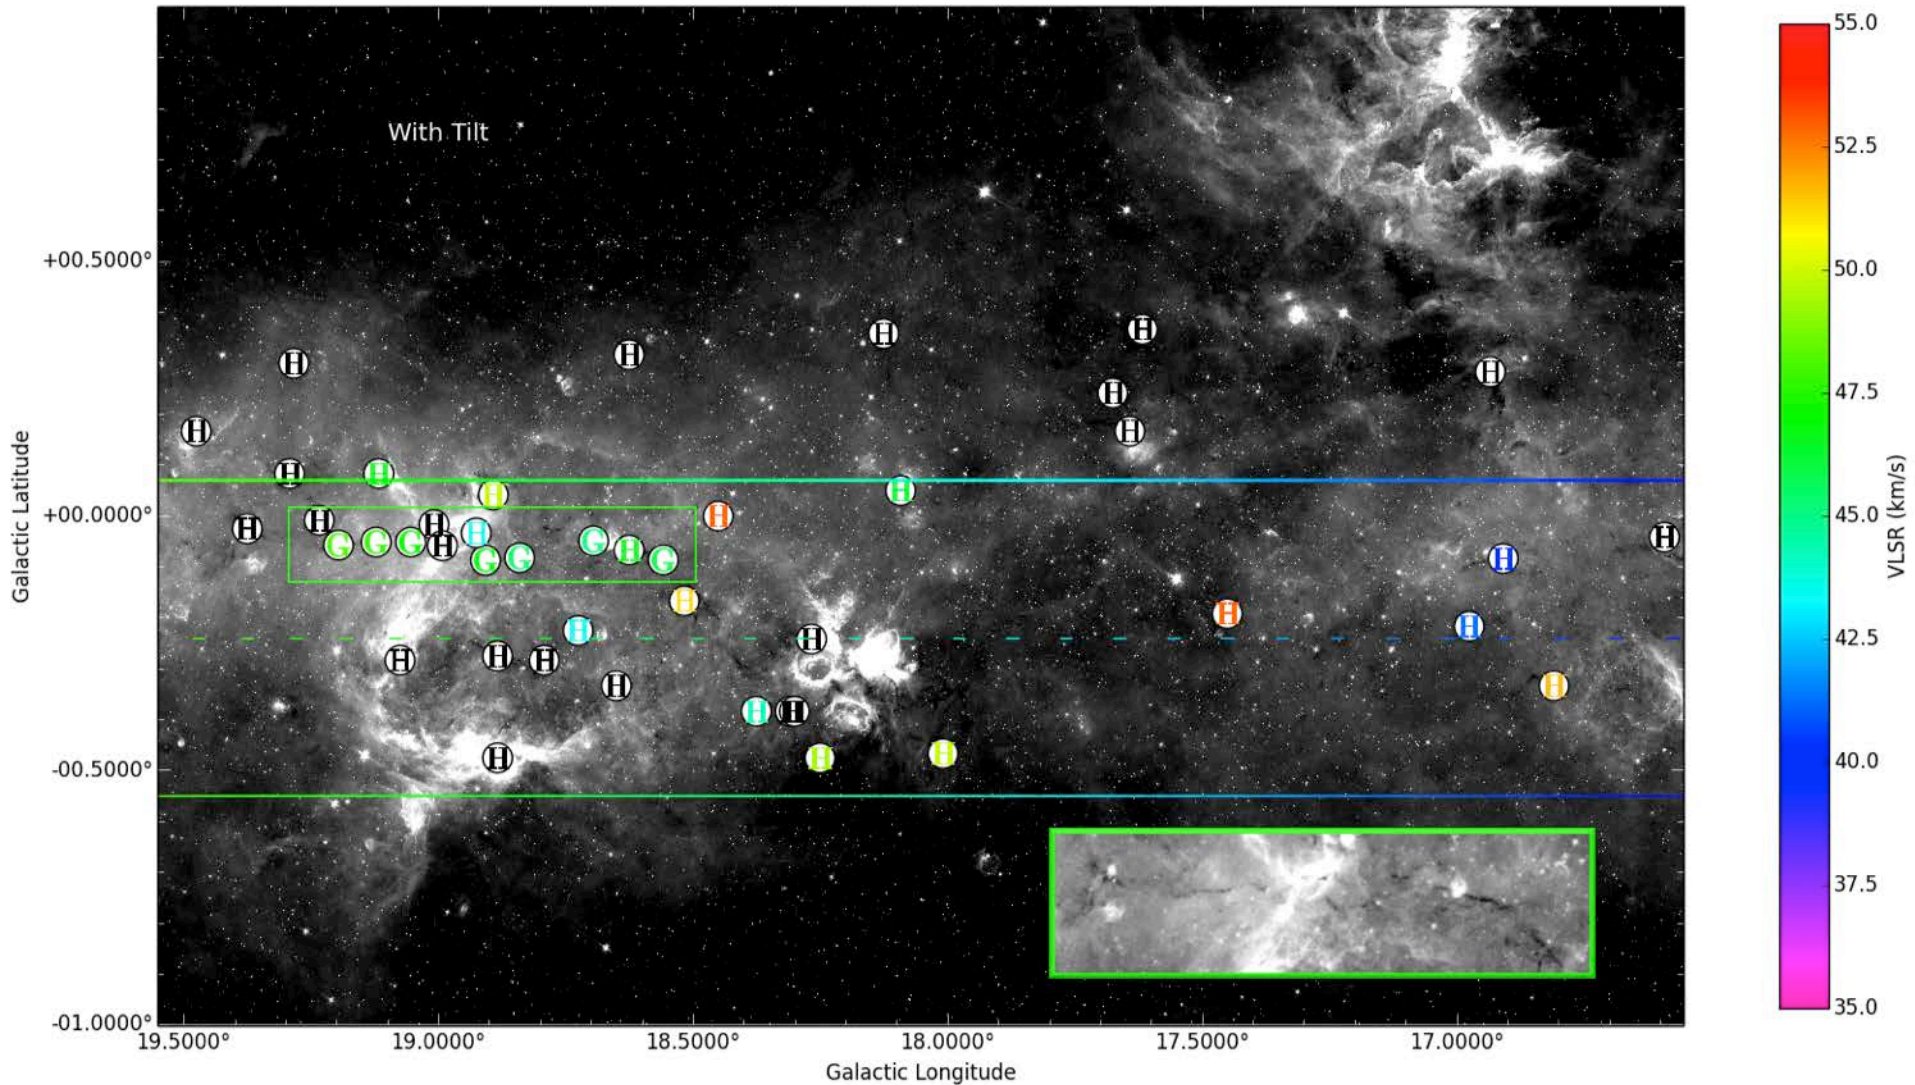 55.0
With Tilt
52.5
+00.5000°
50.0
H H
H H H
47.5
H
H H
H H
H H
+00.0000° H H H 45.0
H H H
G G G H G H
G G G H
H H
H H H 42.5
H H H
H H
H H
H H H
-00.5000° 40.0
37.5
35.0
-01.0000°
19.5000° 19.0000° 18.5000° 18.0000° 17.5000° 17.0000°
Galactic Longitude
Galactic Latitude
VLSR (km/s)